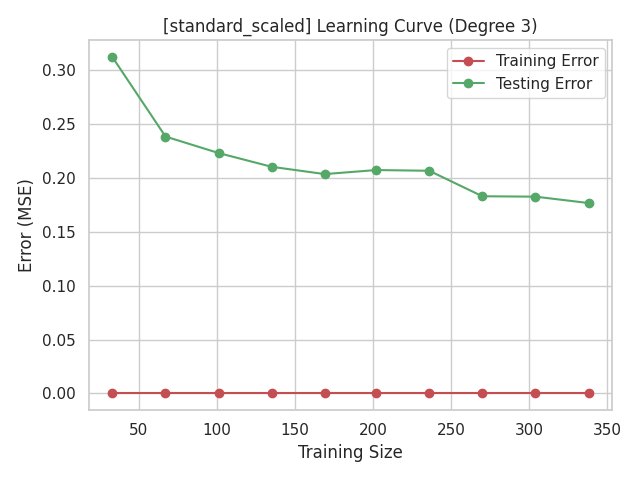 [standard_scaled] Learning Curve (Degree 3)
Training Error
Testing Error
Error (MSE)
0.30
0.25
0.20
0.15
0.10
0.05
0.00
50 100 150 200 250 300 350
Training Size